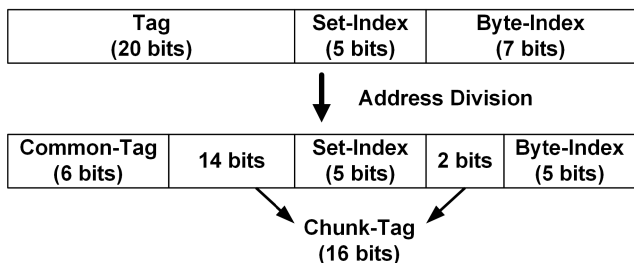 Tag Set-Index Byte-Index
(20 bits) (5 bits) (7 bits)
Address Division
Common-Tag 14 bits Set-Index 2 bits Byte-Index
(6 bits) (5 bits) (5 bits)
Chunk-Tag
(16 bits)